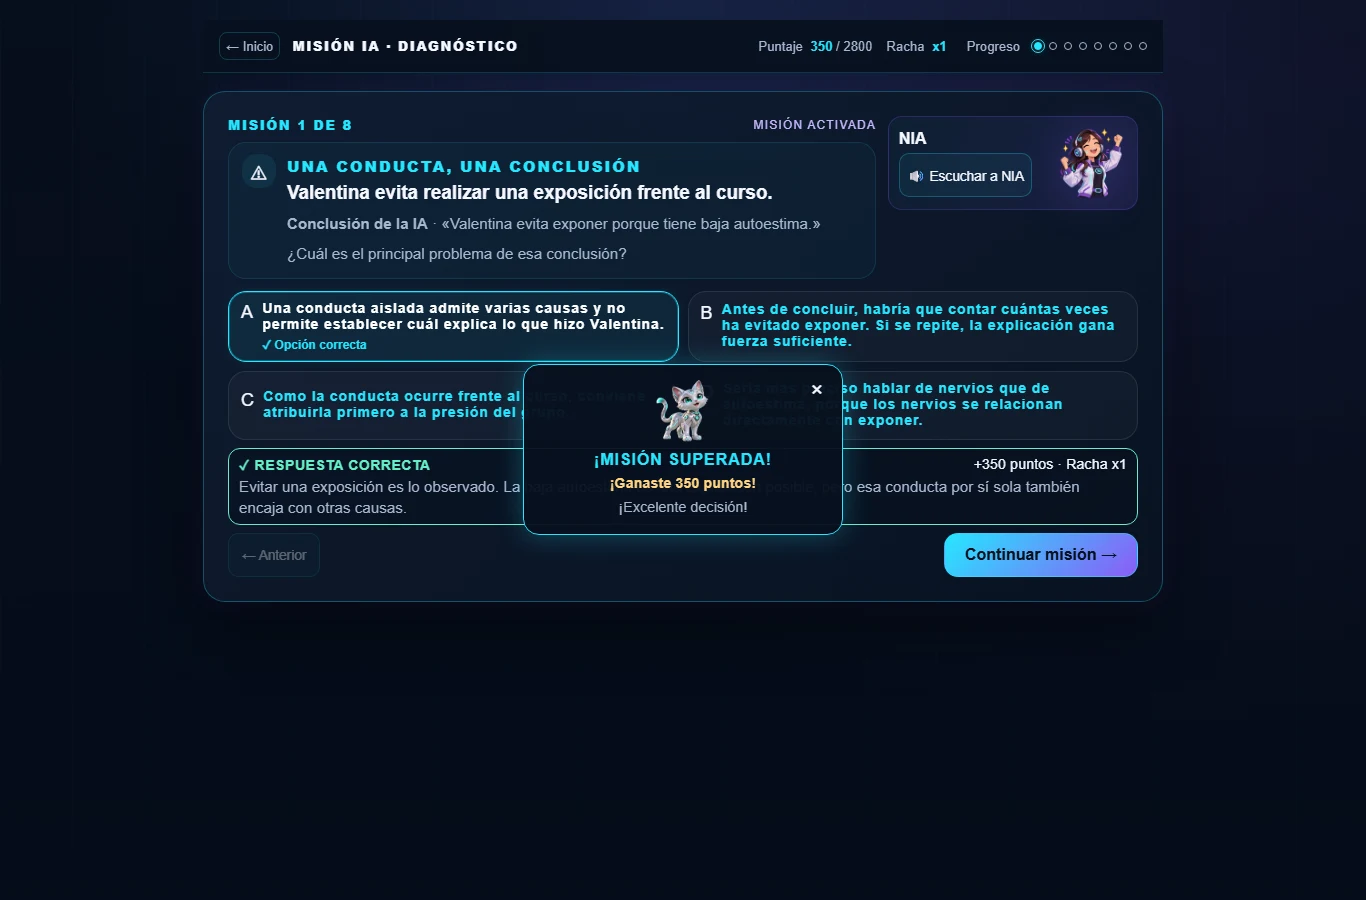 ← Inicio MISIÓN IA · DIAGNÓSTICO Puntaje 350 / 2800 Racha x1 Progreso
MISIÓN 1 DE 8 MISIÓN ACTIVADA
UNA CONDUCTA, UNA CONCLUSIÓN
Valentina evita realizar una exposición frente al curso.
Conclusión de la IA · «Valentina evita exponer porque tiene baja autoestima.»
¿Cuál es el principal problema de esa conclusión?
NIA
Escuchar a NIA
A Una conducta aislada admite varias causas y no
permite establecer cuál explica lo que hizo Valentina.
✓ Opción correcta
B Antes de concluir, habría que contar cuántas veces
ha evitado exponer. Si se repite, la explicación gana
fuerza suficiente.
C Como la conducta ocurre frente al
atribuirla primero a la presión del
hablar de nervios que de
que los nervios se relacionan
exponer.
✓ RESPUESTA CORRECTA +350 puntos · Racha x1
Evitar una exposición es lo observado. La pero esa conducta por sí sola también
encaja con otras causas.
×
¡MISIÓN SUPERADA!
¡Ganaste 350 puntos!
¡Excelente decisión!
← Anterior Continuar misión →